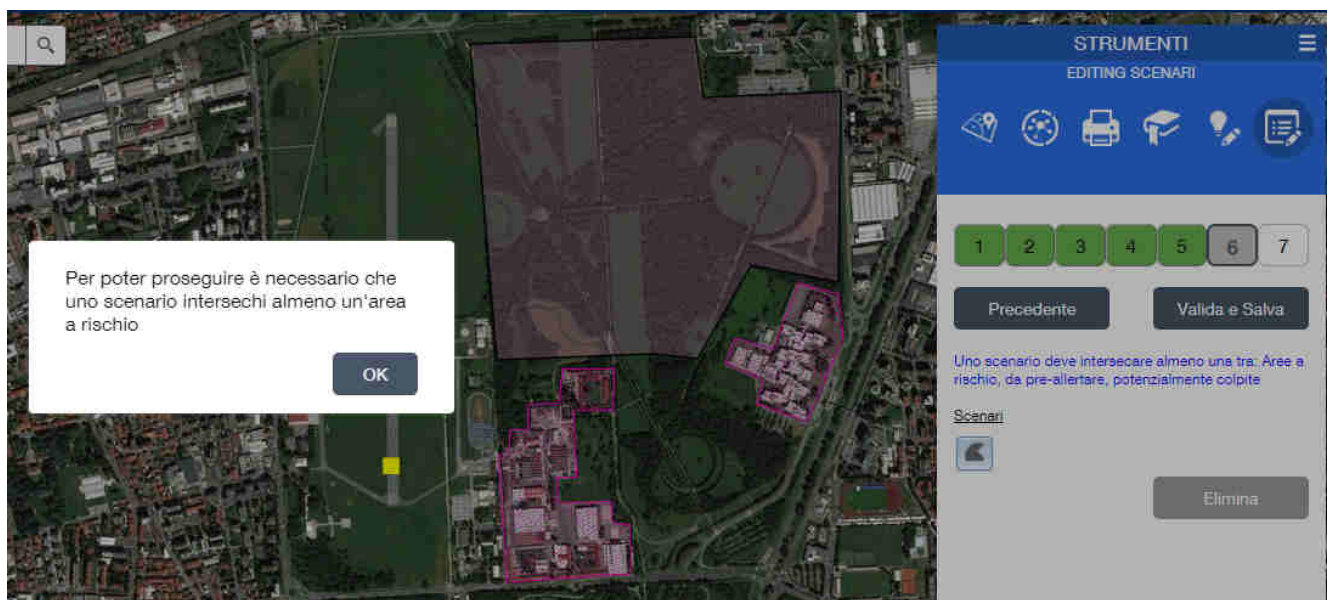 STRUMENTI
EDITING SCENARI
1 2 3 4 5 6 7
Precedente Valida e Salva
Uno scenario deve intersecare almeno una tra: Aree a
rischio, da pre-allertare, potenzialmente colpite
Scenari
Elimina
Per poter proseguire è necessario che
uno scenario intersechi almeno un'area
a rischio
OK